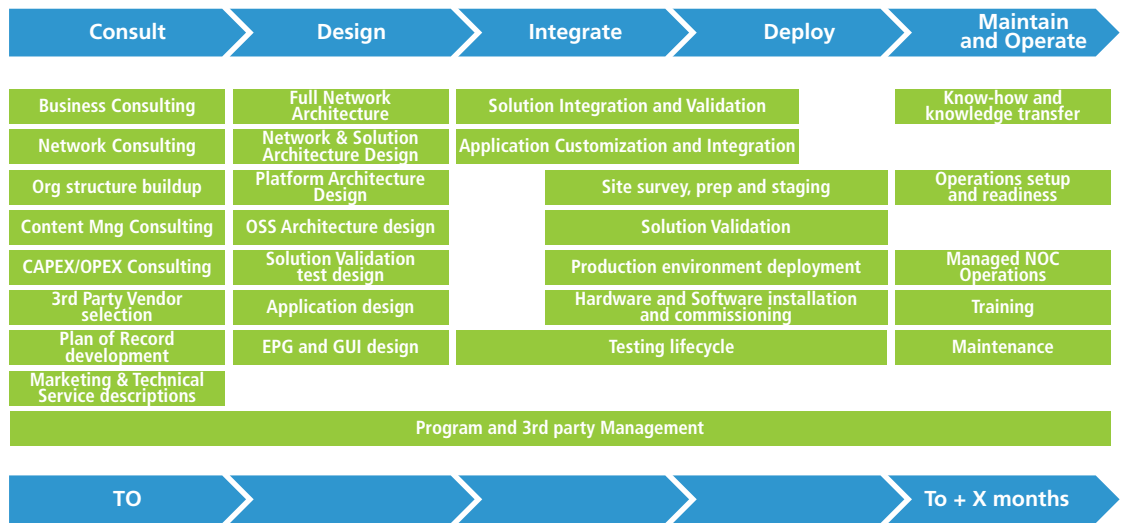 Consult
Design
Integrate
Deploy
Maintain
and Operate
Business Consulting
Full Network
Architecture
Solution Integration and Validation
Know-how and
knowledge transfer
Network Consulting
Network & Solution
Architecture Design
Application Customization and Integration
Org structure buildup
Platform Architecture
Design
Site survey, prep and staging
Operations setup
and readiness
Content Mng Consulting
OSS Architecture design
Solution Validation
CAPEX/OPEX Consulting
Solution Validation
test design
Production environment deployment
Managed NOC
Operations
3rd Party Vendor
selection
Application design
Hardware and Software installation
and commissioning
Training
Plan of Record
development
EPG and GUI design
Testing lifecycle
Maintenance
Marketing & Technical
Service descriptions
Program and 3rd party Management
TO
To + X months